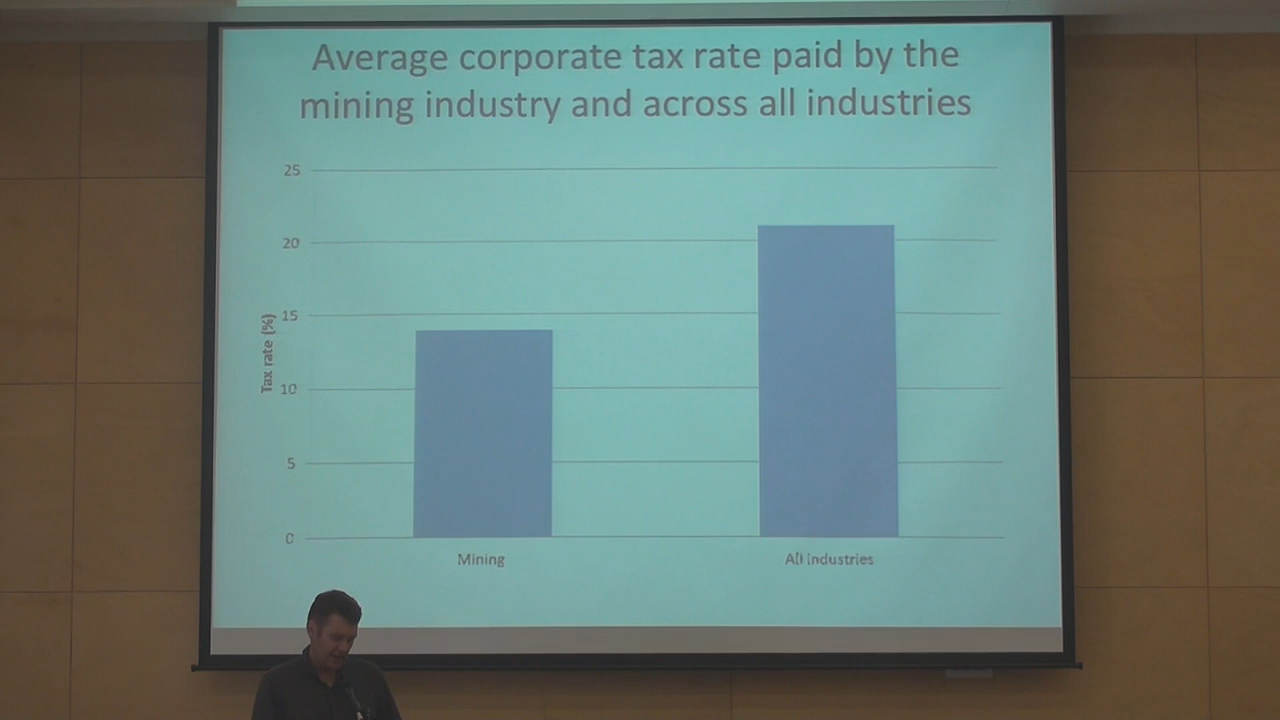 Average corporate tax rate paid by the
mining industry and across all industries
25
20
15
10
5
0
Tax rate (%)
Mining
All industries